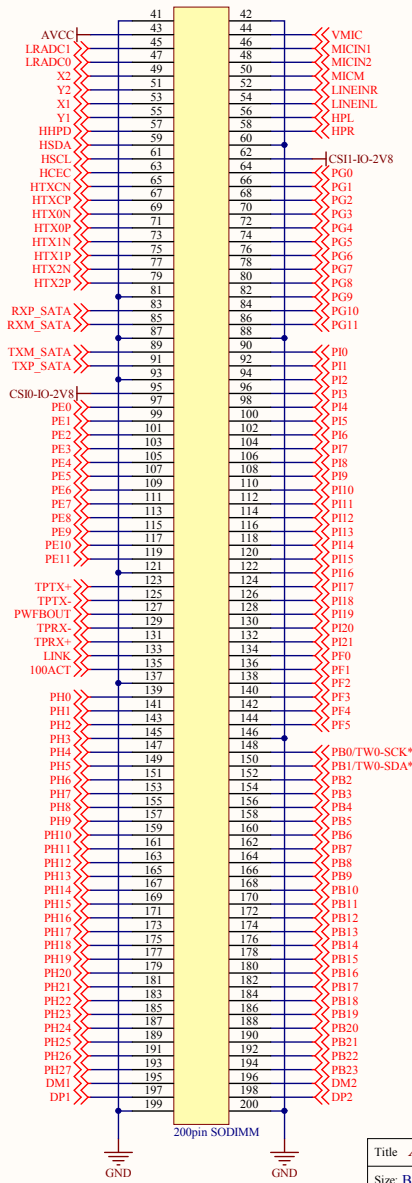 41 42
AVCC 43 44 VMIC
LRADC1 45 46 MICIN1
LRADC0 47 48 MICIN2
X2 49 50 MICM
Y2 51 52 LINEINR
X1 53 54 LINEINL
Y1 55 56 HPL
HHPD 57 58 HPR
HSDA 59 60
HSCL 61 62 CSI1-IO-2V8
HCEC 63 64 PG0
HTXCN 65 66 PG1
HTXCP 67 68 PG2
HTX0N 69 70 PG3
HTX0P 71 72 PG4
HTX1N 73 74 PG5
HTX1P 75 76 PG6
HTX2N 77 78 PG7
HTX2P 79 80 PG8
81 82 PG9
RXP_SATA 83 84 PG10
RXM_SATA 85 86 PG11
87 88
TXM_SATA 89 90 PI0
TXP_SATA 91 92 PI1
93 94 PI2
CSI0-IO-2V8 95 96 PI3
PE0 97 98 PI4
PE1 99 100 PI5
PE2 101 102 PI6
PE3 103 104 PI7
PE4 105 106 PI8
PE5 107 108 PI9
PE6 109 110 PI10
PE7 111 112 PI11
PE8 113 114 PI12
PE9 115 116 PI13
PE10 117 118 PI14
PE11 119 120 PI15
121 122 PI16
TPTX+ 123 124 PI17
TPTX- 125 126 PI18
PWFBOUT 127 128 PI19
TPRX- 129 130 PI20
TPRX+ 131 132 PI21
LINK 133 134 PF0
100ACT 135 136 PF1
137 138 PF2
PH0 139 140 PF3
PH1 141 142 PF4
PH2 143 144 PF5
PH3 145 146
PH4 147 148 PB0/TW0-SCK*
PH5 149 150 PB1/TW0-SDA*
PH6 151 152 PB2
PH7 153 154 PB3
PH8 155 156 PB4
PH9 157 158 PB5
PH10 159 160 PB6
PH11 161 162 PB7
PH12 163 164 PB8
PH13 165 166 PB9
PH14 167 168 PB10
PH15 169 170 PB11
PH16 171 172 PB12
PH17 173 174 PB13
PH18 175 176 PB14
PH19 177 178 PB15
PH20 179 180 PB16
PH21 181 182 PB17
PH22 183 184 PB18
PH23 185 186 PB18
PH24 187 188 PB20
PH25 189 190 PB21
PH26 191 192 PB22
PH27 193 194 PB23
DM1 195 196 DM2
DP1 197 198 DP2
199 200
200pin SODIMM
GND GND
Title
Size: B